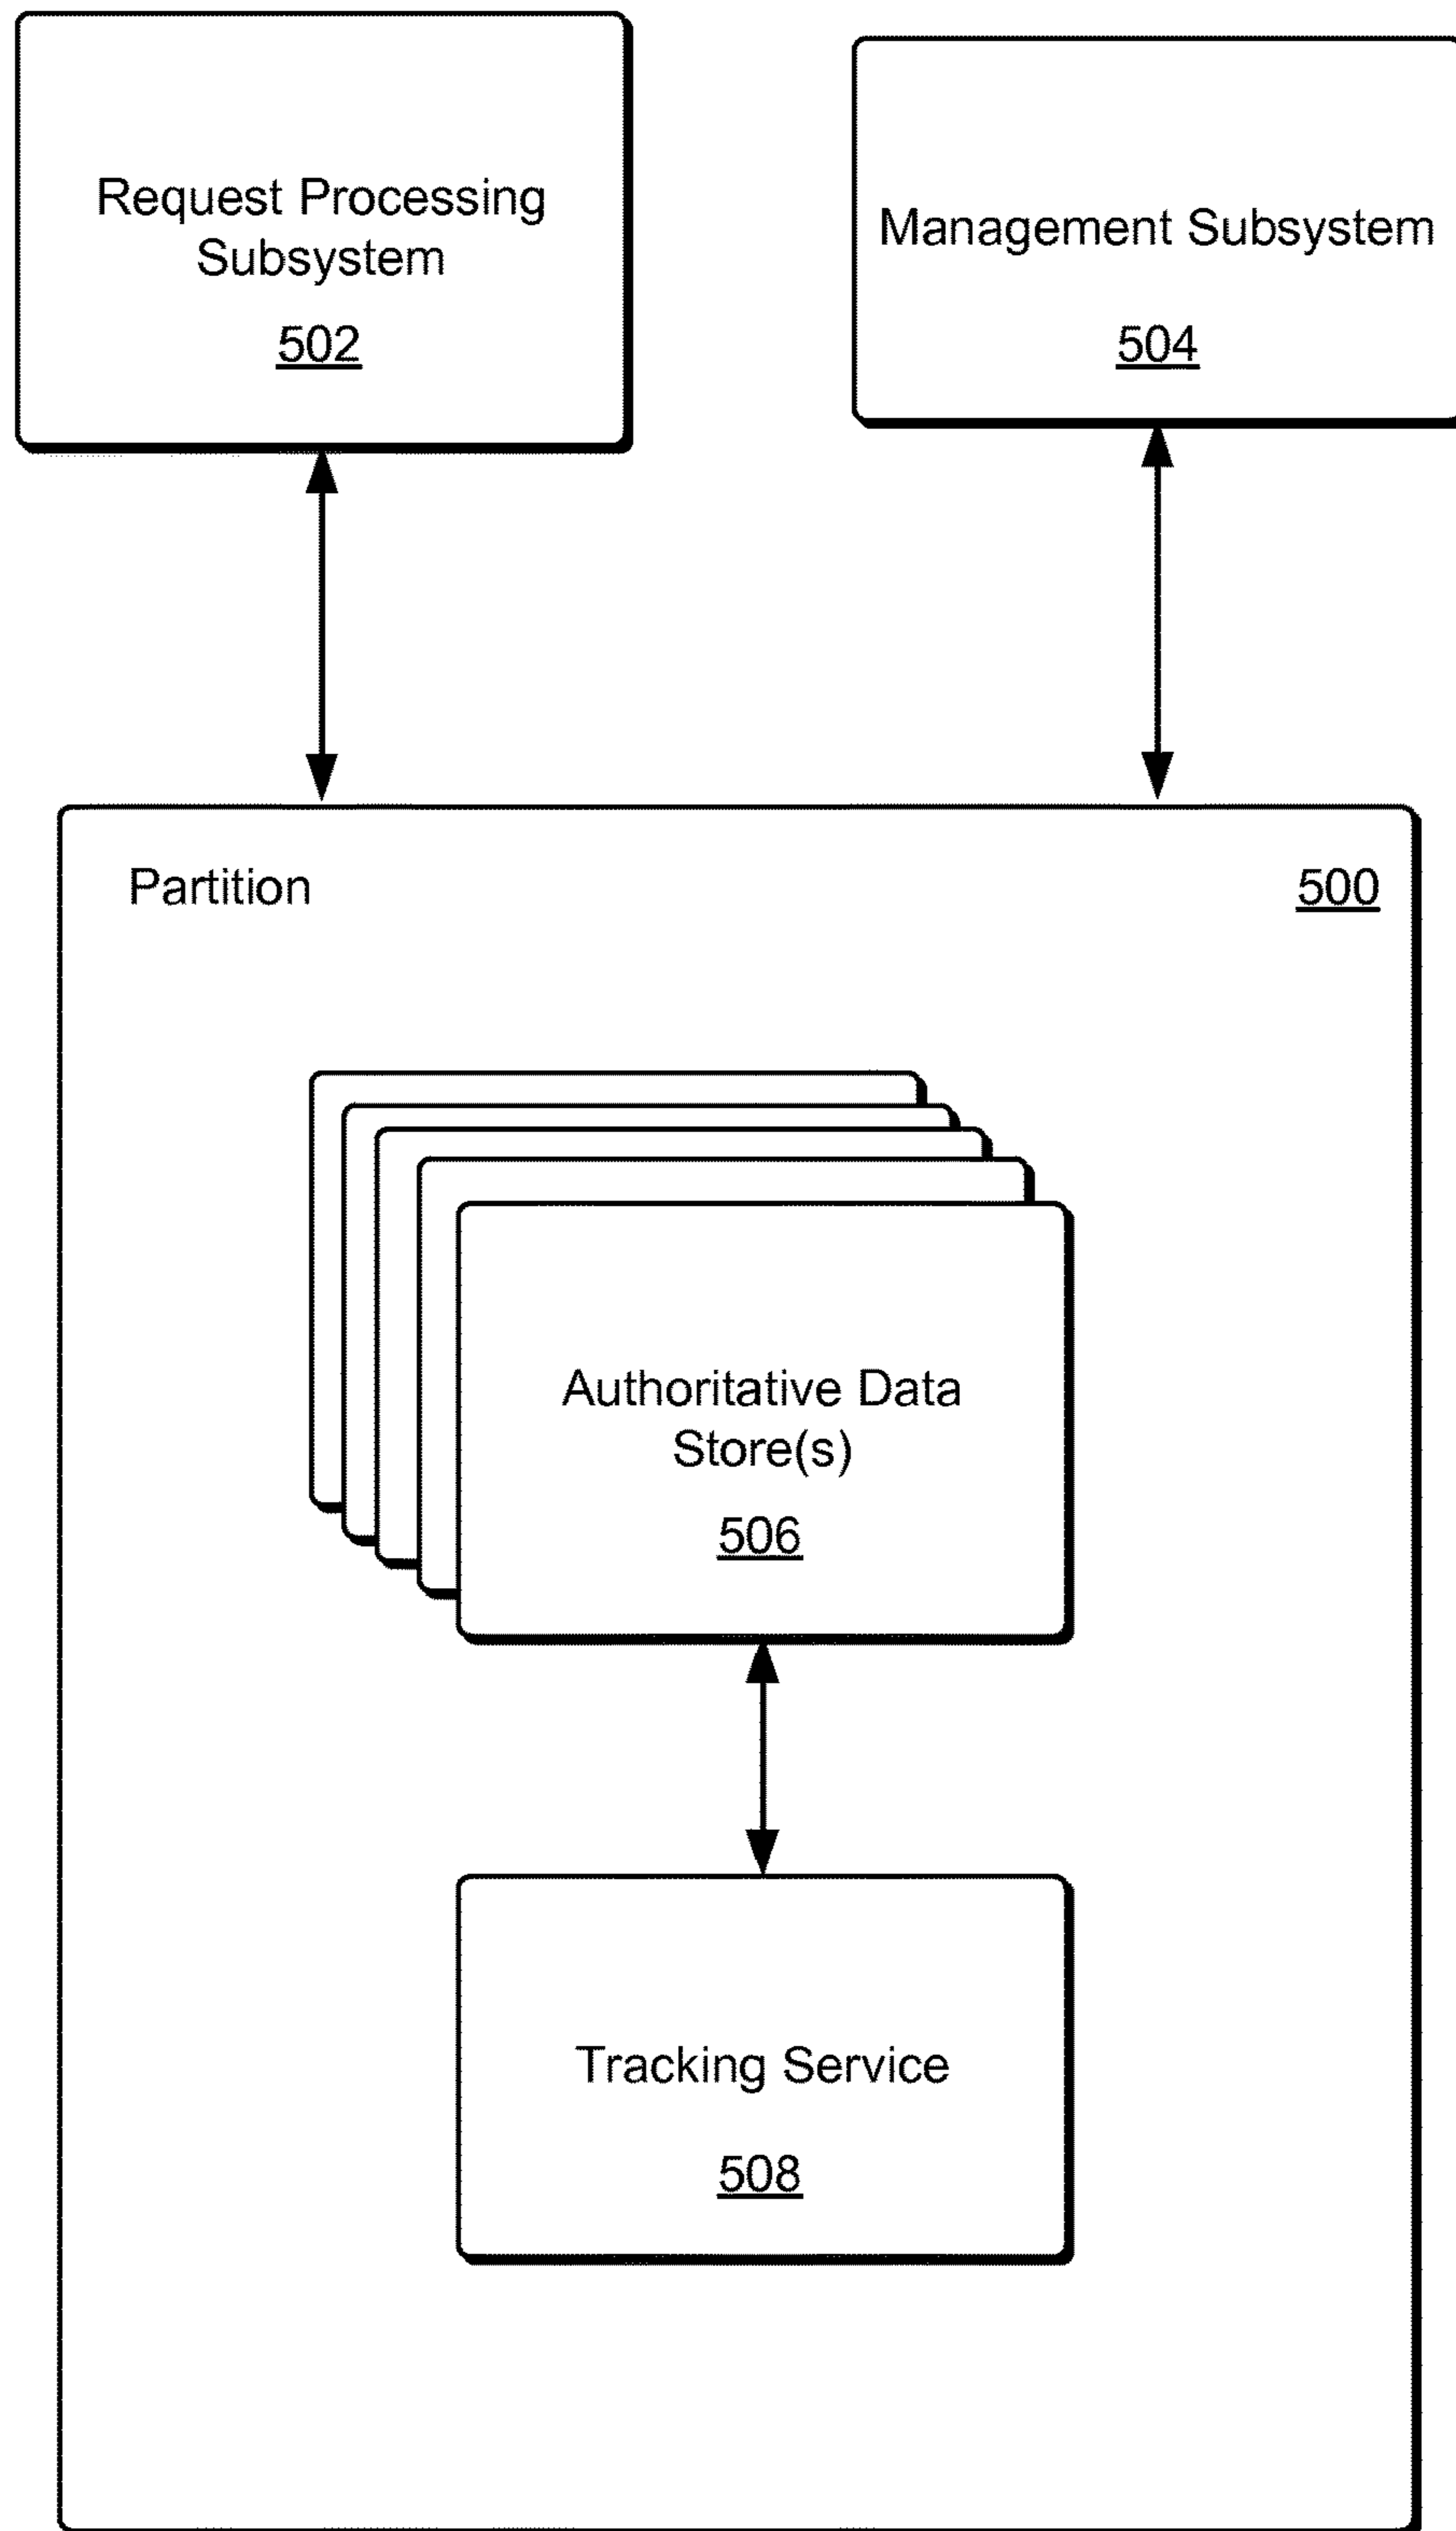 Request Processing
Subsystem
502
Management Subsystem
504
Partition
500
Authoritative Data
Store(s)
506
Tracking Service
508